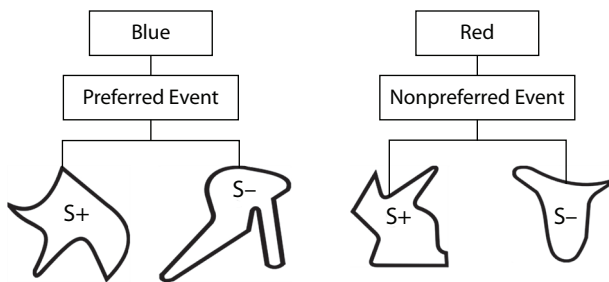 Blue
Red
Preferred Event
Nonpreferred Event
S+
S–
S+
S–